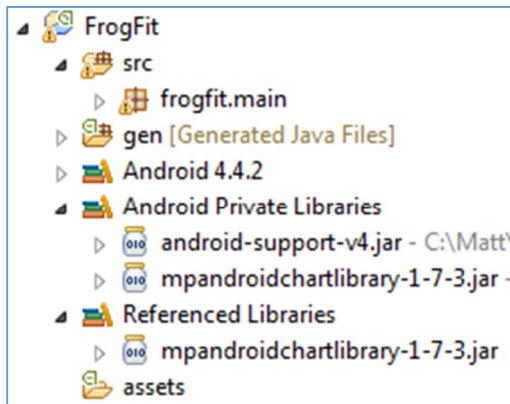 FrogFit
src
frogfit.main
gen [Generated Java Files]
Android 4.4.2
Android Private Libraries
android-support-v4.jar - C:\Matt\
mpandroidchartlibrary-1-7-3.jar -
Referenced Libraries
mpandroidchartlibrary-1-7-3.jar
assets